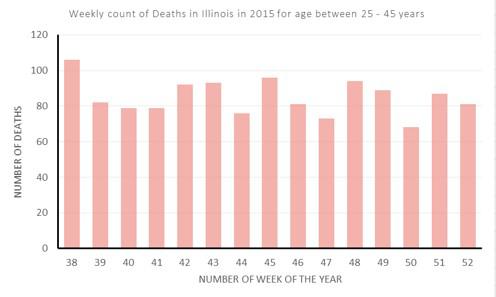 Weekly count of Deaths in Illinois in 2015 for age between 25 - 45 years
120
100
80
60
40
20
0
NUMBER OF DEATHS
38 39 40 41 42 43 44 45 46 47 48 49 50 51 52
NUMBER OF WEEK OF THE YEAR